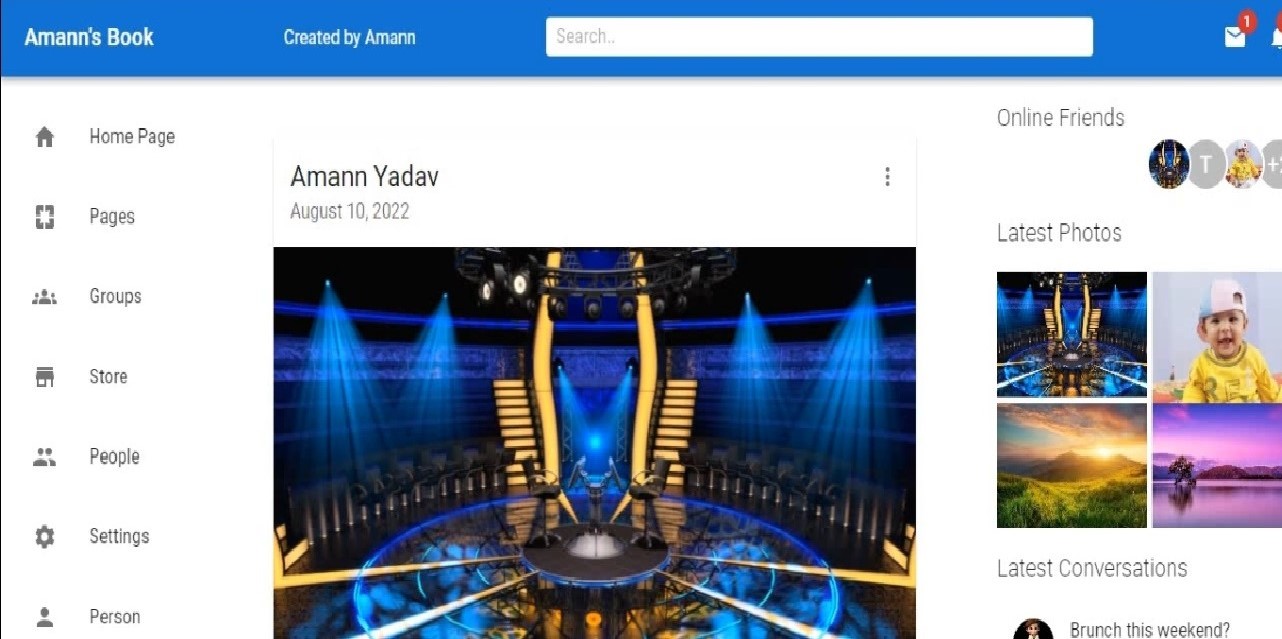 Amann's Book
Created by Amann
Search..
1
Home Page
Pages
Groups
Store
People
Settings
Person
Amann Yadav
August 10, 2022
Online Friends
T
Latest Photos
Latest Conversations
Brunch this weekend?